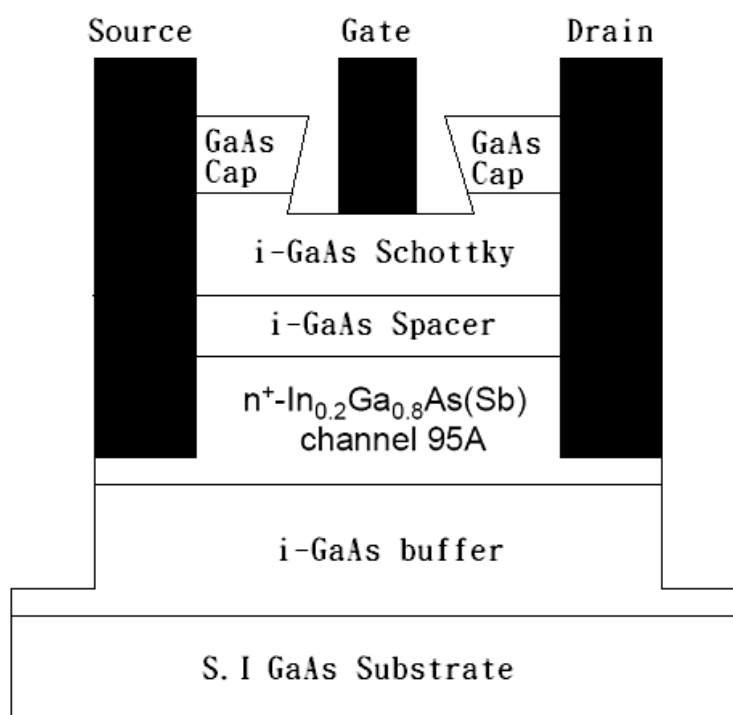 Source Gate Drain
GaAs Cap
GaAs Cap
i-GaAs Schottky
i-GaAs Spacer
n⁺-In₀.₂Ga₀.₈As(Sb)
channel 95A
i-GaAs buffer
S.I GaAs Substrate